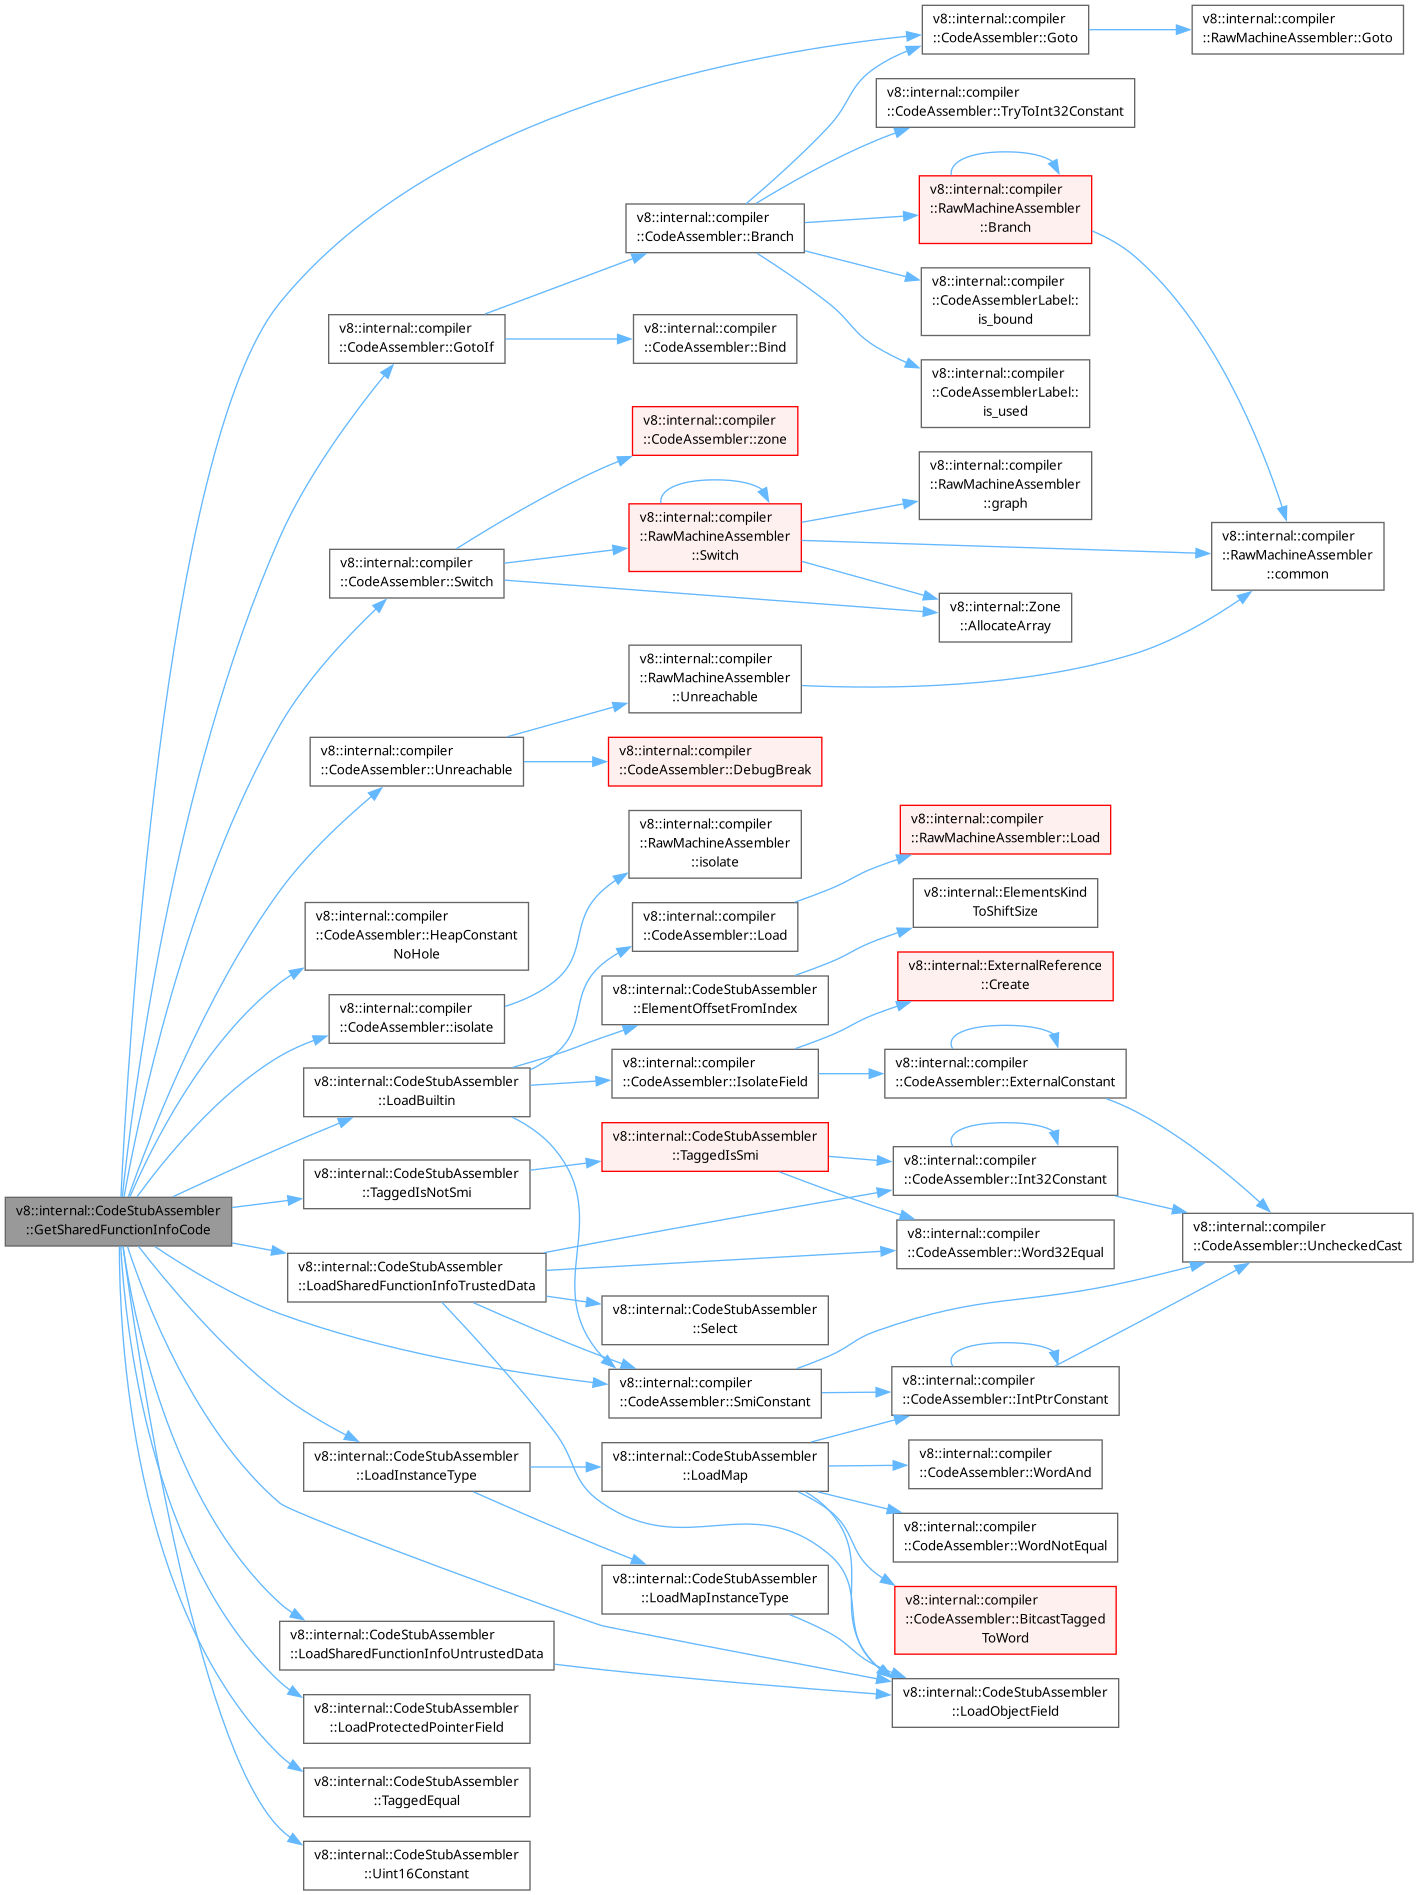 v8::internal::CodeStubAssembler
::GetSharedFunctionInfoCode
v8::internal::compiler
::CodeAssembler::Goto
v8::internal::compiler
::RawMachineAssembler::Goto
v8::internal::compiler
::CodeAssembler::TryToInt32Constant
v8::internal::compiler
::RawMachineAssembler
::Branch
v8::internal::compiler
::CodeAssembler::Branch
v8::internal::compiler
::CodeAssemblerLabel::
is_bound
v8::internal::compiler
::CodeAssembler::GotoIf
v8::internal::compiler
::CodeAssembler::Bind
v8::internal::compiler
::CodeAssemblerLabel::
is_used
v8::internal::compiler
::CodeAssembler::zone
v8::internal::compiler
::RawMachineAssembler
::graph
v8::internal::compiler
::RawMachineAssembler
::Switch
v8::internal::compiler
::CodeAssembler::Switch
v8::internal::compiler
::RawMachineAssembler
::common
v8::internal::Zone
::AllocateArray
v8::internal::compiler
::RawMachineAssembler
::Unreachable
v8::internal::compiler
::CodeAssembler::Unreachable
v8::internal::compiler
::CodeAssembler::DebugBreak
v8::internal::compiler
::RawMachineAssembler
::isolate
v8::internal::compiler
::RawMachineAssembler::Load
v8::internal::compiler
::CodeAssembler::HeapConstant
NoHole
v8::internal::compiler
::CodeAssembler::Load
v8::internal::ElementsKind
ToShiftSize
v8::internal::compiler
::CodeAssembler::isolate
v8::internal::CodeStubAssembler
::ElementOffsetFromIndex
v8::internal::ExternalReference
::Create
v8::internal::CodeStubAssembler
::LoadBuiltin
v8::internal::compiler
::CodeAssembler::IsolateField
v8::internal::compiler
::CodeAssembler::ExternalConstant
v8::internal::CodeStubAssembler
::TaggedIsNotSmi
v8::internal::CodeStubAssembler
::TaggedIsSmi
v8::internal::compiler
::CodeAssembler::Int32Constant
v8::internal::compiler
::CodeAssembler::Word32Equal
v8::internal::compiler
::CodeAssembler::UncheckedCast
v8::internal::CodeStubAssembler
::LoadSharedFunctionInfoTrustedData
v8::internal::CodeStubAssembler
::Select
v8::internal::compiler
::CodeAssembler::SmiConstant
v8::internal::compiler
::CodeAssembler::IntPtrConstant
v8::internal::CodeStubAssembler
::LoadInstanceType
v8::internal::CodeStubAssembler
::LoadMap
v8::internal::compiler
::CodeAssembler::WordAnd
v8::internal::compiler
::CodeAssembler::WordNotEqual
v8::internal::CodeStubAssembler
::LoadMapInstanceType
v8::internal::compiler
::CodeAssembler::BitcastTagged
ToWord
v8::internal::CodeStubAssembler
::LoadSharedFunctionInfoUntrustedData
v8::internal::CodeStubAssembler
::LoadObjectField
v8::internal::CodeStubAssembler
::LoadProtectedPointerField
v8::internal::CodeStubAssembler
::TaggedEqual
v8::internal::CodeStubAssembler
::Uint16Constant